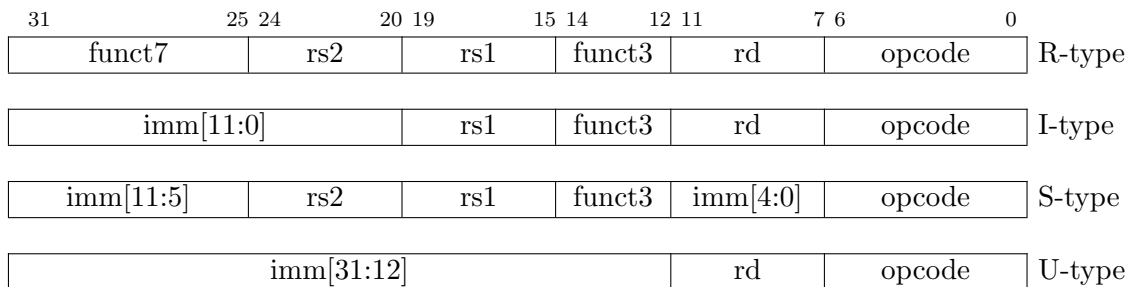 31 25 24 20 19 15 14 12 11 7 6 0
funct7 rs2 rs1 funct3 rd opcode R-type
imm[11:0] rs1 funct3 rd opcode I-type
imm[11:5] rs2 rs1 funct3 imm[4:0] opcode S-type
imm[31:12] rd opcode U-type